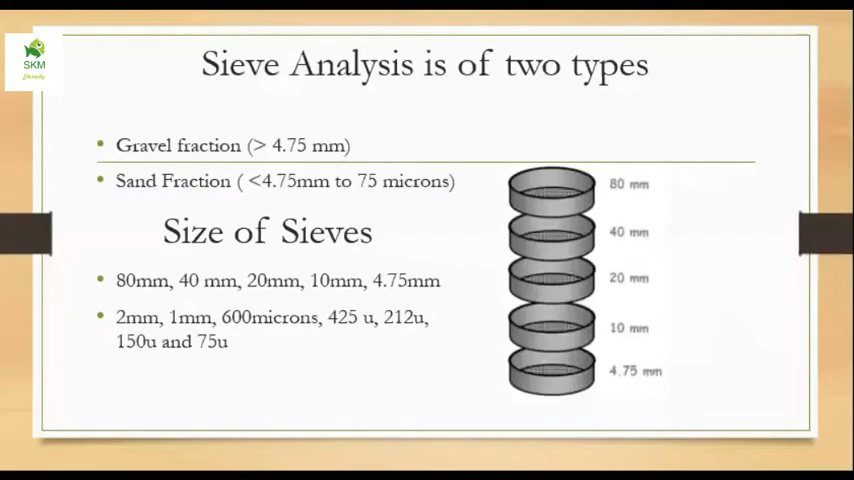 SKM
Eternity
Sieve Analysis is of two types
• Gravel fraction (> 4.75 mm)
• Sand Fraction ( <4.75mm to 75 microns)
Size of Sieves
• 80mm, 40 mm, 20mm, 10mm, 4.75mm
• 2mm, 1mm, 600microns, 425 u, 212u,
150u and 75u
80 mm
40 mm
20 mm
10 mm
4.75 mm